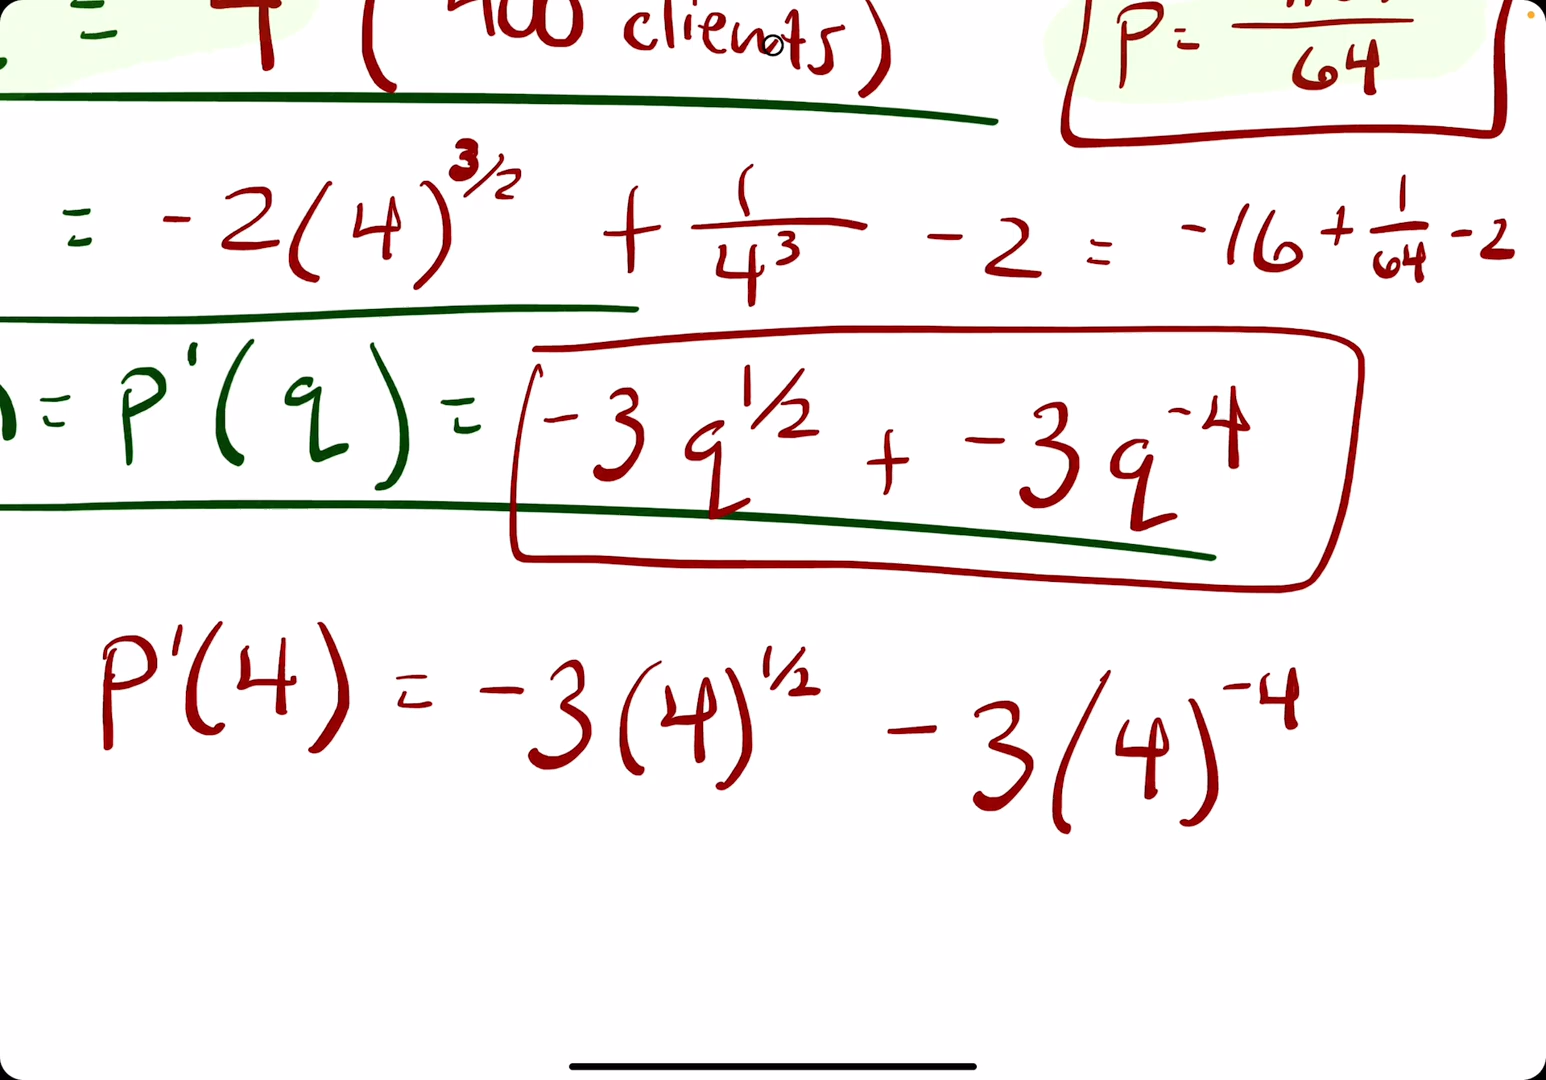 = 4 ( 400 clients )
P = 64
= -2(4)^{3/2} + 1/4^3 - 2 = -16 + 1/64 - 2
) = P'(q) = -3q^{1/2} + -3q^{-4}
P'(4) = -3(4)^{1/2} - 3(4)^{-4}